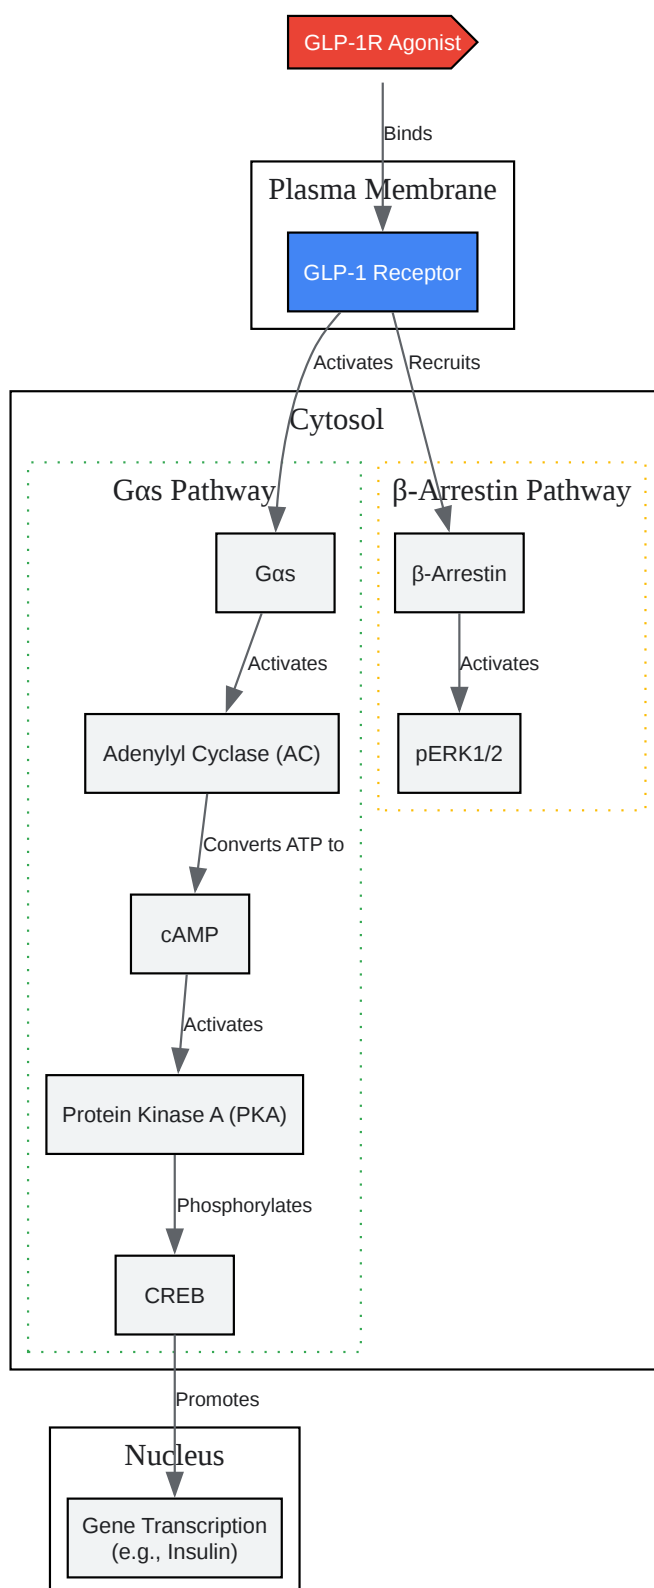 GLP-1R Agonist
Binds
Plasma Membrane
GLP-1 Receptor
Activates
Recruits
Cytosol
Gαs Pathway
β-Arrestin Pathway
Gαs
β-Arrestin
Activates
Activates
Adenylyl Cyclase (AC)
pERK1/2
Converts ATP to
cAMP
Activates
Protein Kinase A (PKA)
Phosphorylates
CREB
Promotes
Nucleus
Gene Transcription
(e.g., Insulin)